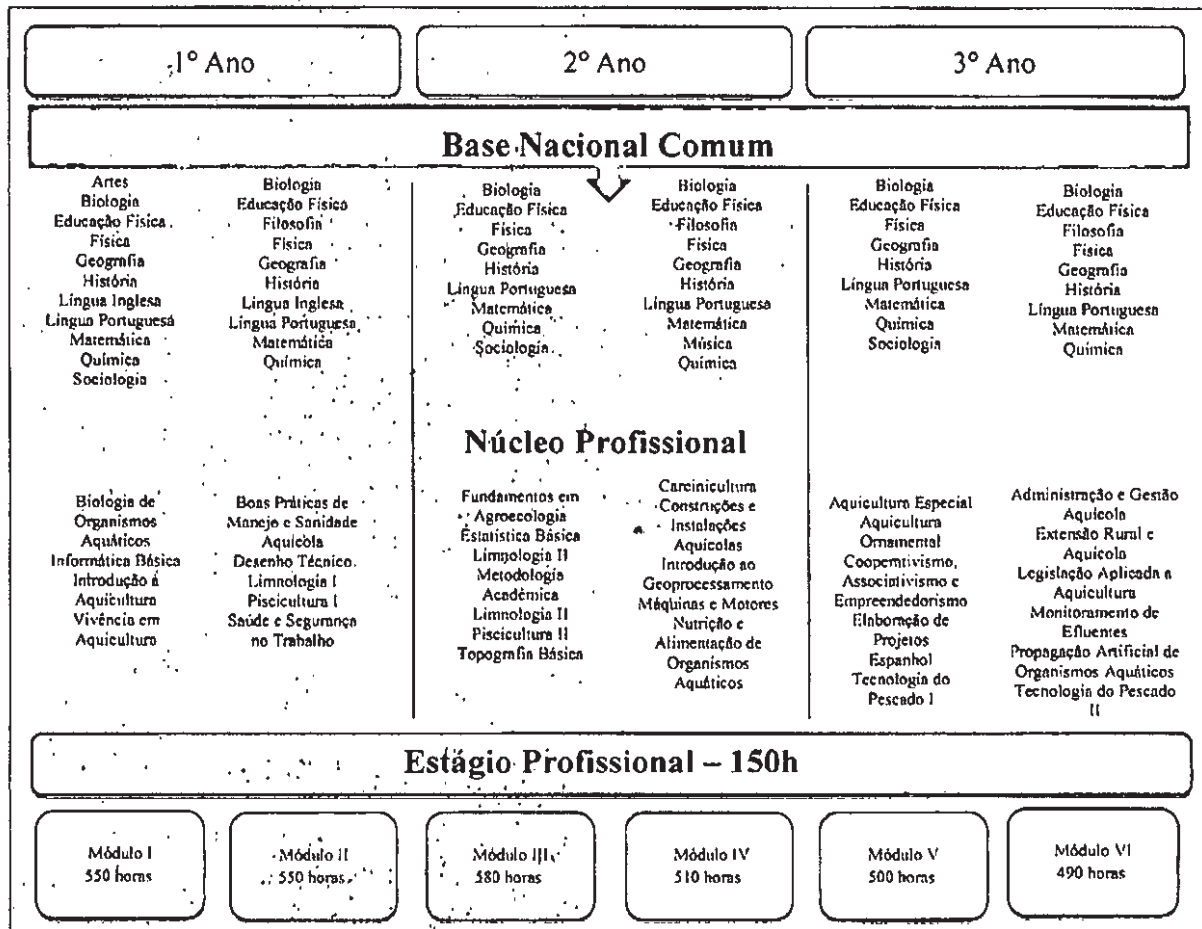 1º Ano
2º Ano
3º Ano
Base Nacional Comum
Artes
Biologia
Educação Física
Física
Geografia
História
Língua Inglesa
Língua Portuguesa
Matemática
Química
Sociologia
Biologia
Educação Física
Filosofia
Física
Geografia
História
Língua Inglesa
Língua Portuguesa
Matemática
Química
Biologia
Educação Física
Física
Geografia
História
Língua Portuguesa
Matemática
Química
Sociologia
Biologia
Educação Física
Filosofia
Física
Geografia
História
Língua Portuguesa
Matemática
Música
Química
Biologia
Educação Física
Física
Geografia
História
Língua Portuguesa
Matemática
Química
Sociologia
Biologia
Educação Física
Filosofia
Física
Geografia
História
Língua Portuguesa
Matemática
Química
Núcleo Profissional
Biologia de
Organismos
Aquáticos
Informática Básica
Introdução à
Aquicultura
Vivência em
Aquicultura
Boas Práticas de
Manejo e Sanidade
Aquícola
Desenho Técnico
Limnologia I
Piscicultura I
Saúde e Segurança
no Trabalho
Fundamentos em
Agroecologia
Estatística Básica
Limnologia II
Metodologia
Acadêmica
Limnologia II
Piscicultura II
Topografia Básica
Carcinicultura
Construções e
Instalações
Aquícolas
Introdução ao
Geoprocessamento
Máquinas e Motores
Nutrição e
Alimentação de
Organismos
Aquáticos
Aquicultura Especial
Aquicultura
Ornamental
Cooperativismo,
Associativismo e
Empreendedorismo
Elaboração de
Projetos
Espanhol
Tecnologia do
Pescado I
Administração e Gestão
Aquícola
Extensão Rural e
Aquícola
Legislação Aplicada a
Aquicultura
Monitoramento de
Efluentes
Propagação Artificial de
Organismos Aquáticos
Tecnologia do Pescado
II
Estágio Profissional – 150h
Módulo I
550 horas
Módulo II
550 horas
Módulo III
580 horas
Módulo IV
510 horas
Módulo V
500 horas
Módulo VI
490 horas